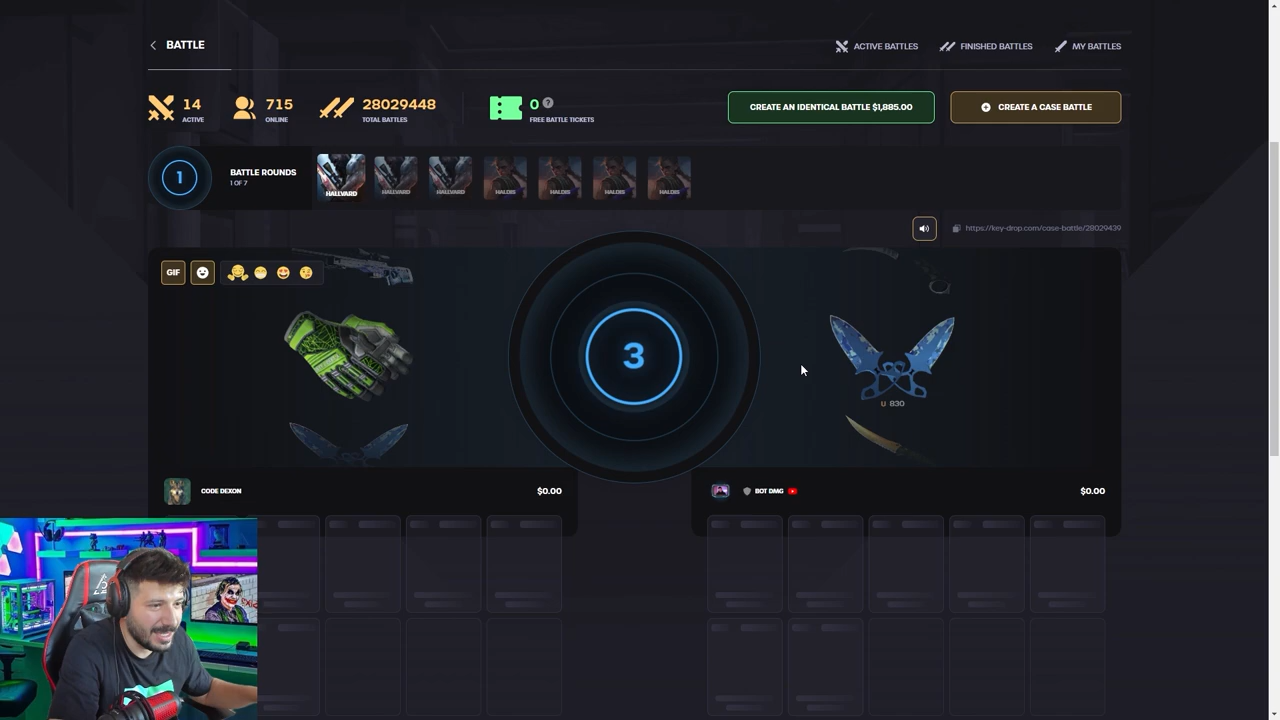 BATTLE
ACTIVE BATTLES
FINISHED BATTLES
MY BATTLES
14
ACTIVE
715
ONLINE
28029448
TOTAL BATTLES
0 ?
FREE BATTLE TICKETS
CREATE AN IDENTICAL BATTLE $1,885.00
CREATE A CASE BATTLE
1
BATTLE ROUNDS
1 OF 7
HALLVARD
HALLVARD
HALLVARD
HALDIS
HALDIS
HALDIS
HALDIS
https://key-drop.com/case-battle/28029439
GIF
3
830
CODE DEXON
$0.00
BOT DMG
$0.00